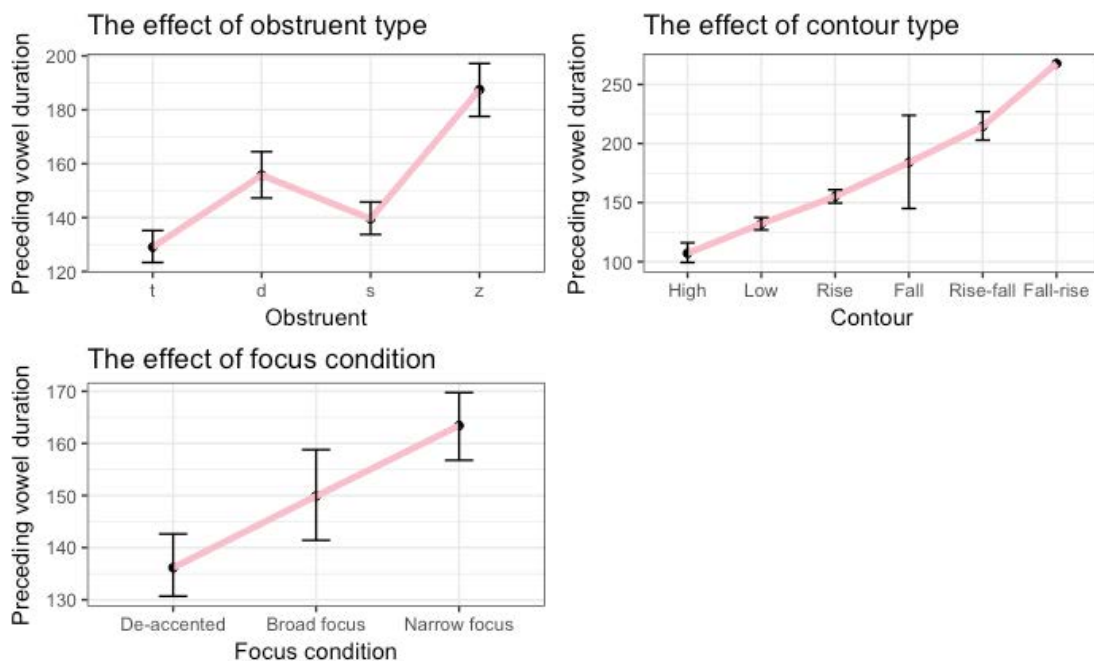 The effect of obstruent type
Preceding vowel duration
200
180
160
140
120
t d s z
Obstruent
The effect of contour type
Preceding vowel duration
250
200
150
100
High Low Rise Fall Rise-fall Fall-rise
Contour
The effect of focus condition
Preceding vowel duration
170
160
150
140
130
De-accented Broad focus Narrow focus
Focus condition